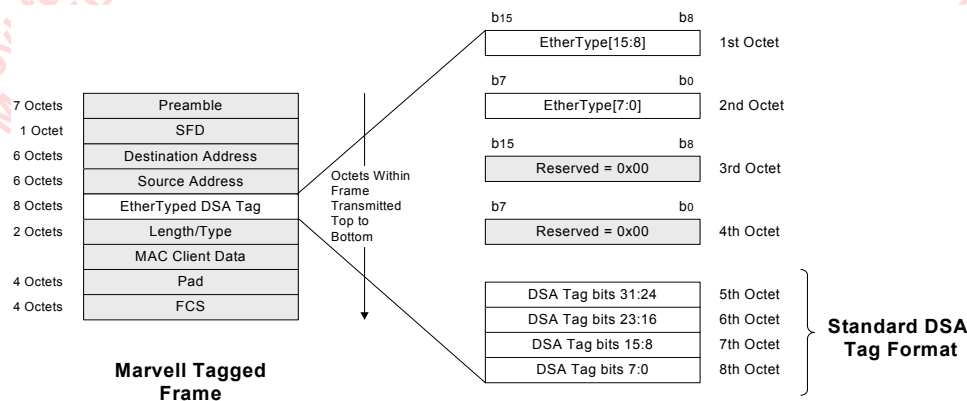 b15 b8
EtherType[15:8] 1st Octet
b7 b0
7 Octets Preamble EtherType[7:0] 2nd Octet
1 Octet SFD
b15 b8
6 Octets Destination Address
6 Octets Source Address
Octets Within
Frame
Transmitted
Top to
Bottom
Reserved = 0x00 3rd Octet
8 Octets EtherTyped DSA Tag
b7 b0
2 Octets Length/Type
Reserved = 0x00 4th Octet
MAC Client Data
4 Octets Pad
4 Octets FCS
DSA Tag bits 31:24 5th Octet
DSA Tag bits 23:16 6th Octet
DSA Tag bits 15:8 7th Octet
DSA Tag bits 7:0 8th Octet
Standard DSA
Tag Format
Marvell Tagged
Frame